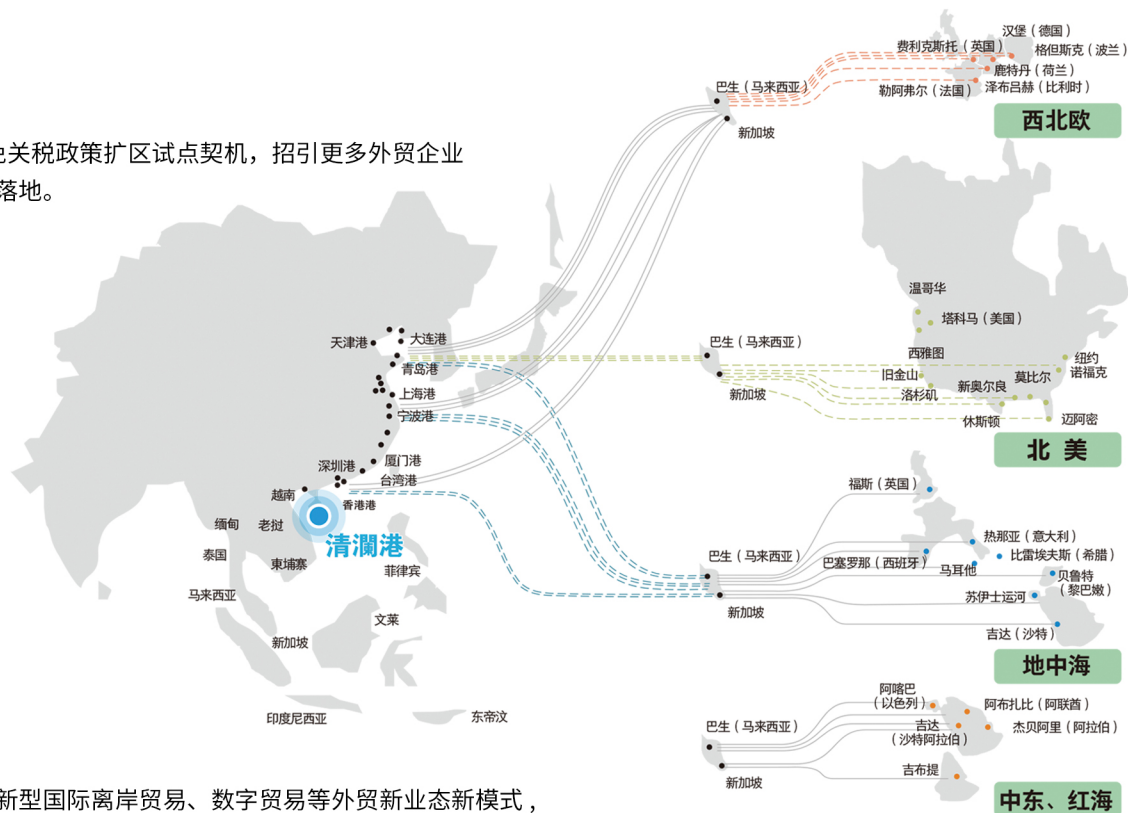 关税政策扩区试点契机，招引更多外贸企业
落地。
汉堡（德国）
费利克斯托（英国）
格但斯克（波兰）
鹿特丹（荷兰）
勒阿弗尔（法国）
泽布吕赫（比利时）
巴生（马来西亚）
新加坡
西北欧
温哥华
塔科马（美国）
西雅图
旧金山
洛杉矶
新奥尔良
莫比尔
纽约
诺福克
休斯顿
迈阿密
巴生（马来西亚）
新加坡
北 美
天津港
大连港
青岛港
上海港
宁波港
厦门港
深圳港
台湾港
香港港
越南
缅甸
老挝
清澜港
泰国
柬埔寨
菲律宾
马来西亚
文莱
新加坡
印度尼西亚
东帝汶
福斯（英国）
热那亚（意大利）
巴生（马来西亚）
巴塞罗那（西班牙）
马耳他
比雷埃夫斯（希腊）
贝鲁特
（黎巴嫩）
苏伊士运河
新加坡
吉达（沙特）
地中海
阿喀巴
（以色列）
阿布扎比（阿联酋）
巴生（马来西亚）
吉达
（沙特阿拉伯）
杰贝阿里（阿拉伯）
吉布提
新加坡
中东、红海
新型国际离岸贸易、数字贸易等外贸新业态新模式，